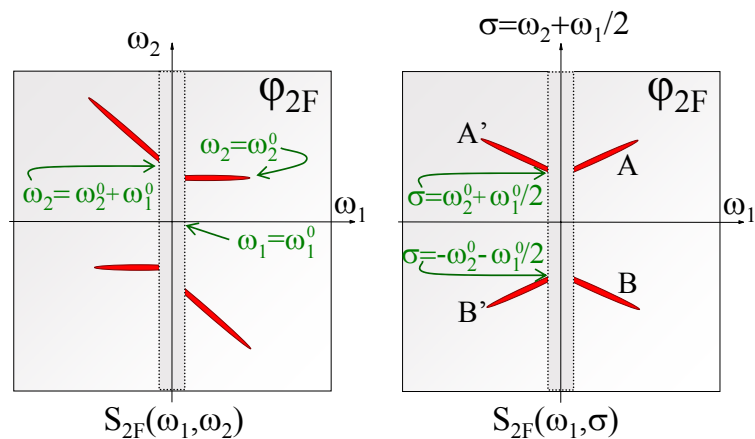 ω₂
φ₂F
ω₂=ω₂⁰
ω₂= ω₂⁰+ω₁⁰
ω₁=ω₁⁰
S₂F(ω₁,ω₂)
σ=ω₂+ω₁/2
φ₂F
A’
A
σ=ω₂⁰+ω₁⁰/2
ω₁
σ=-ω₂⁰-ω₁⁰/2
B
B’
S₂F(ω₁,σ)